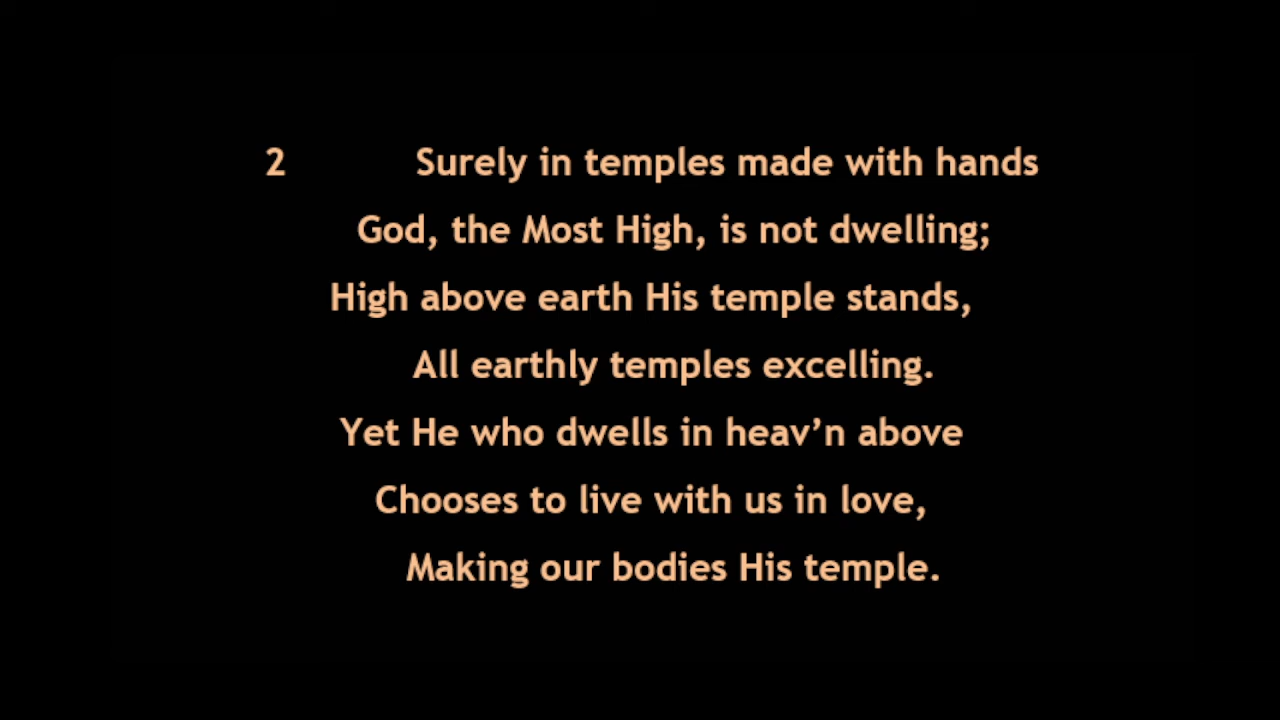 2 Surely in temples made with hands
God, the Most High, is not dwelling;
High above earth His temple stands,
All earthly temples excelling.
Yet He who dwells in heav’n above
Chooses to live with us in love,
Making our bodies His temple.